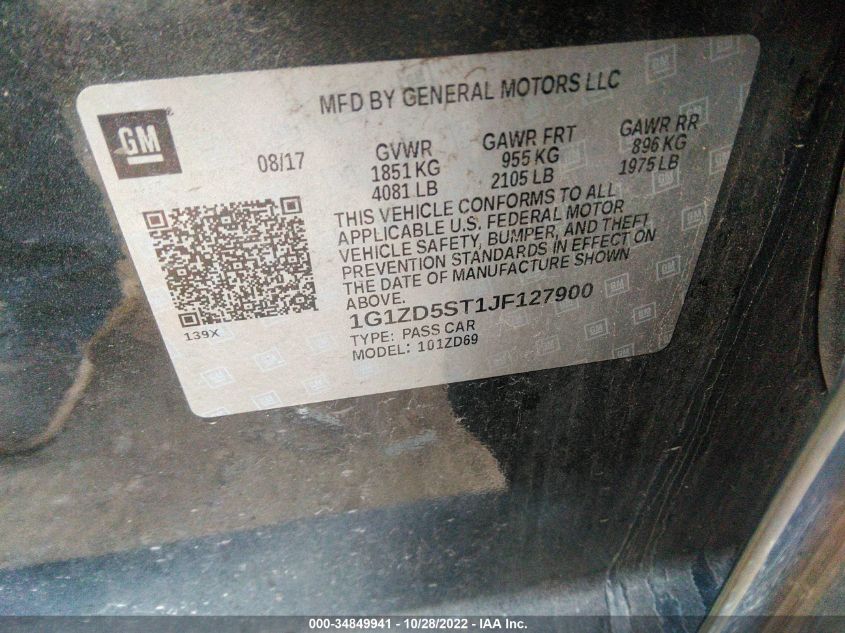 MFD BY GENERAL MOTORS LLC
GM
®
08/17
GVWR
1851 KG
4081 LB
GAWR FRT
955 KG
2105 LB
GAWR RR
896 KG
1975 LB
THIS VEHICLE CONFORMS TO ALL
APPLICABLE U.S. FEDERAL MOTOR
VEHICLE SAFETY, BUMPER, AND THEFT
PREVENTION STANDARDS IN EFFECT ON
THE DATE OF MANUFACTURE SHOWN
ABOVE.
139X
1G1ZD5ST1JF127900
TYPE: PASS CAR
MODEL: 101ZD69
000-34849941 - 10/28/2022 - IAA Inc.